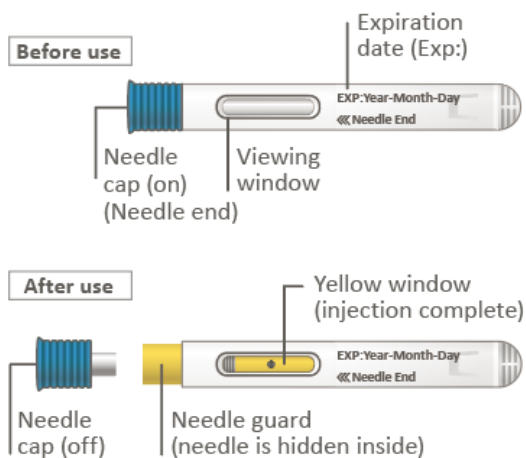 Before use
Expiration
date (Exp:)
EXP:Year-Month-Day
⋘ Needle End
Needle
cap (on)
(Needle end)
Viewing
window
After use
Yellow window
(injection complete)
EXP:Year-Month-Day
⋘ Needle End
Needle
cap (off)
Needle guard
(needle is hidden inside)